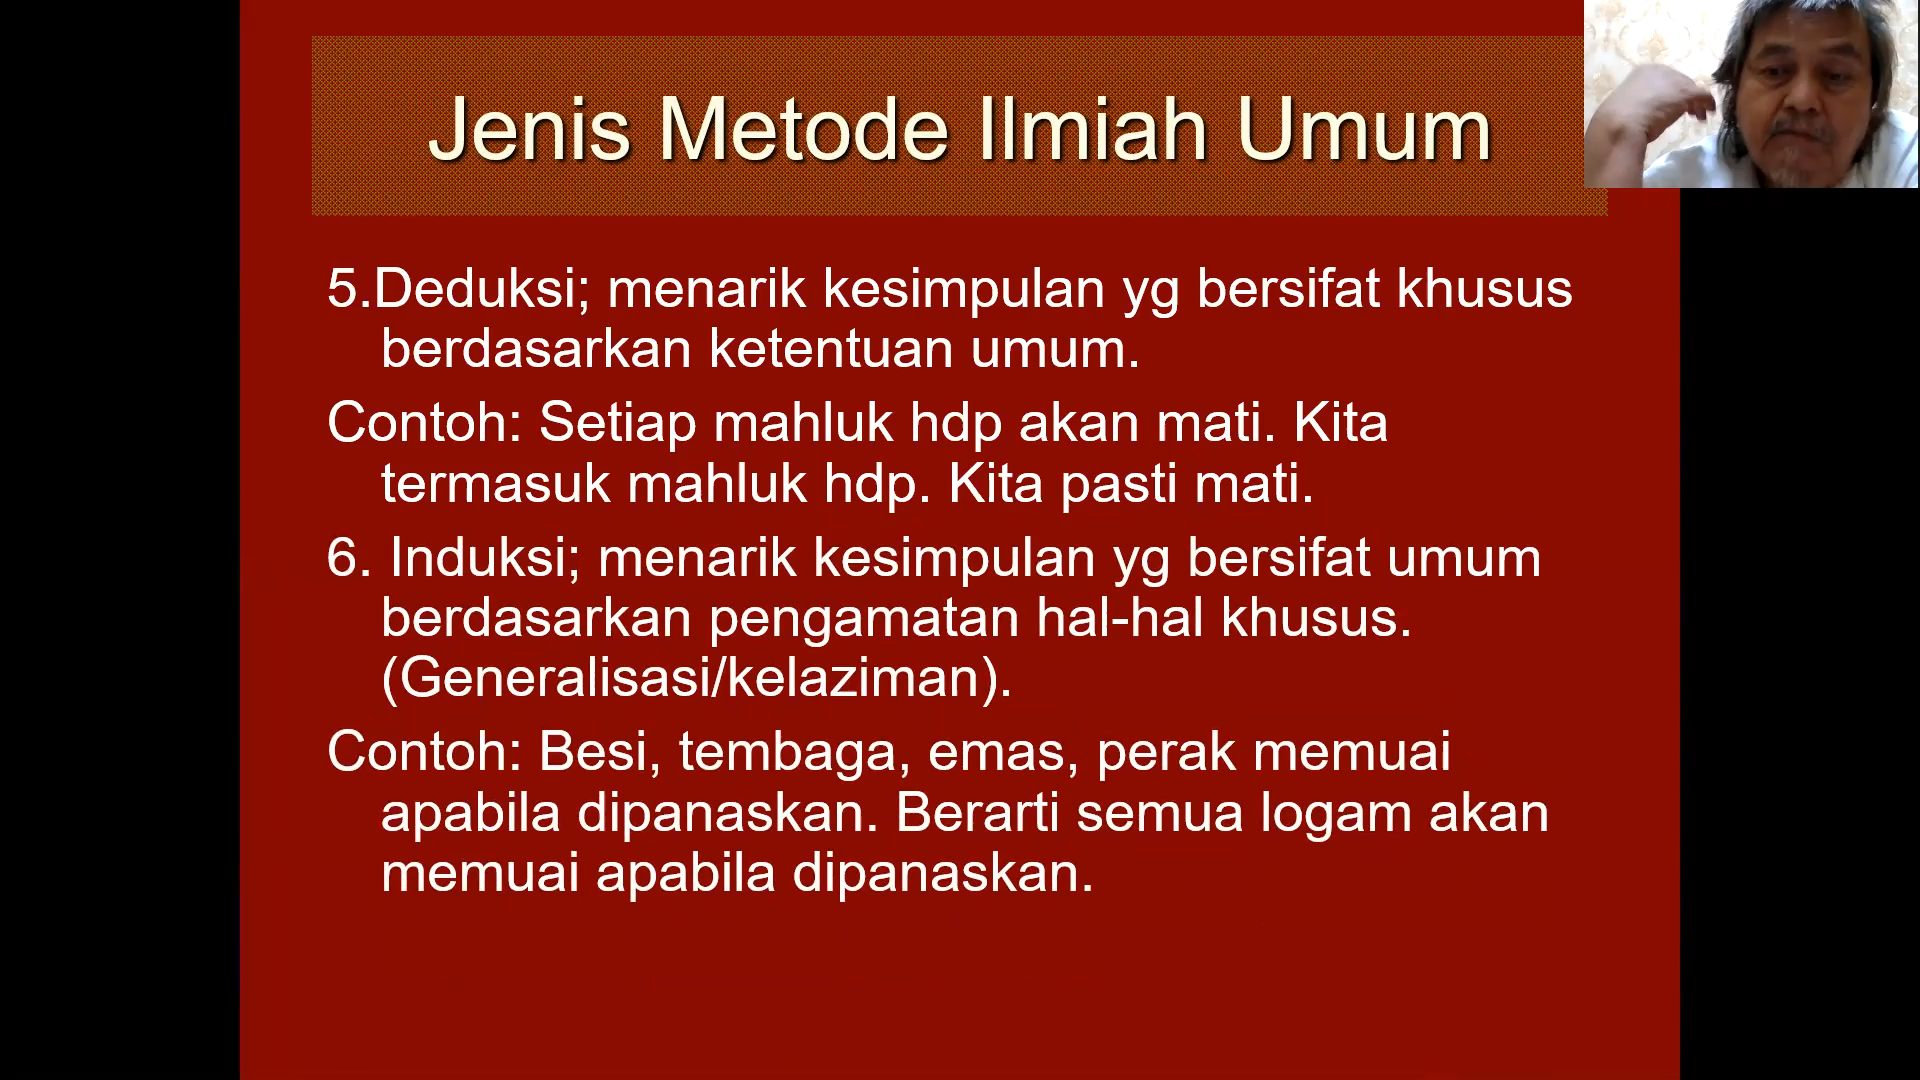 Jenis Metode Ilmiah Umum
5.Deduksi; menarik kesimpulan yg bersifat khusus
berdasarkan ketentuan umum.
Contoh: Setiap mahluk hdp akan mati. Kita
termasuk mahluk hdp. Kita pasti mati.
6. Induksi; menarik kesimpulan yg bersifat umum
berdasarkan pengamatan hal-hal khusus.
(Generalisasi/kelaziman).
Contoh: Besi, tembaga, emas, perak memuai
apabila dipanaskan. Berarti semua logam akan
memuai apabila dipanaskan.